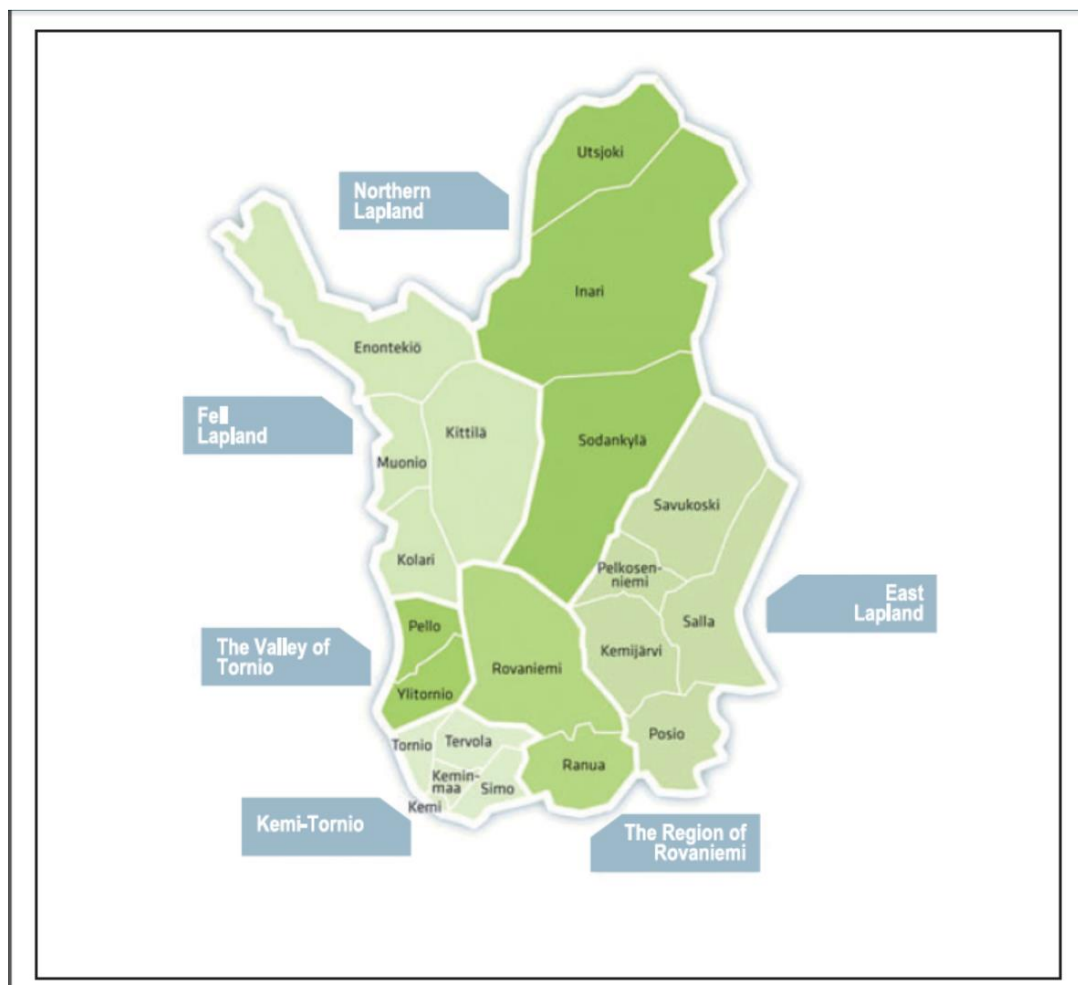 Utsjoki
Northern
Lapland
Inari
Enontekiö
Fell
Lapland
Kittilä
Sodankylä
Muonio
Savukoski
Kolari
Pelkosen-
niemi
East
Lapland
Salla
Pello
The Valley of
Tornio
Kemijärvi
Rovaniemi
Ylitornio
Posio
Tornio
Tervola
Ranua
Kemin-
maa
Simo
Kemi
Kemi-Tornio
The Region of
Rovaniemi